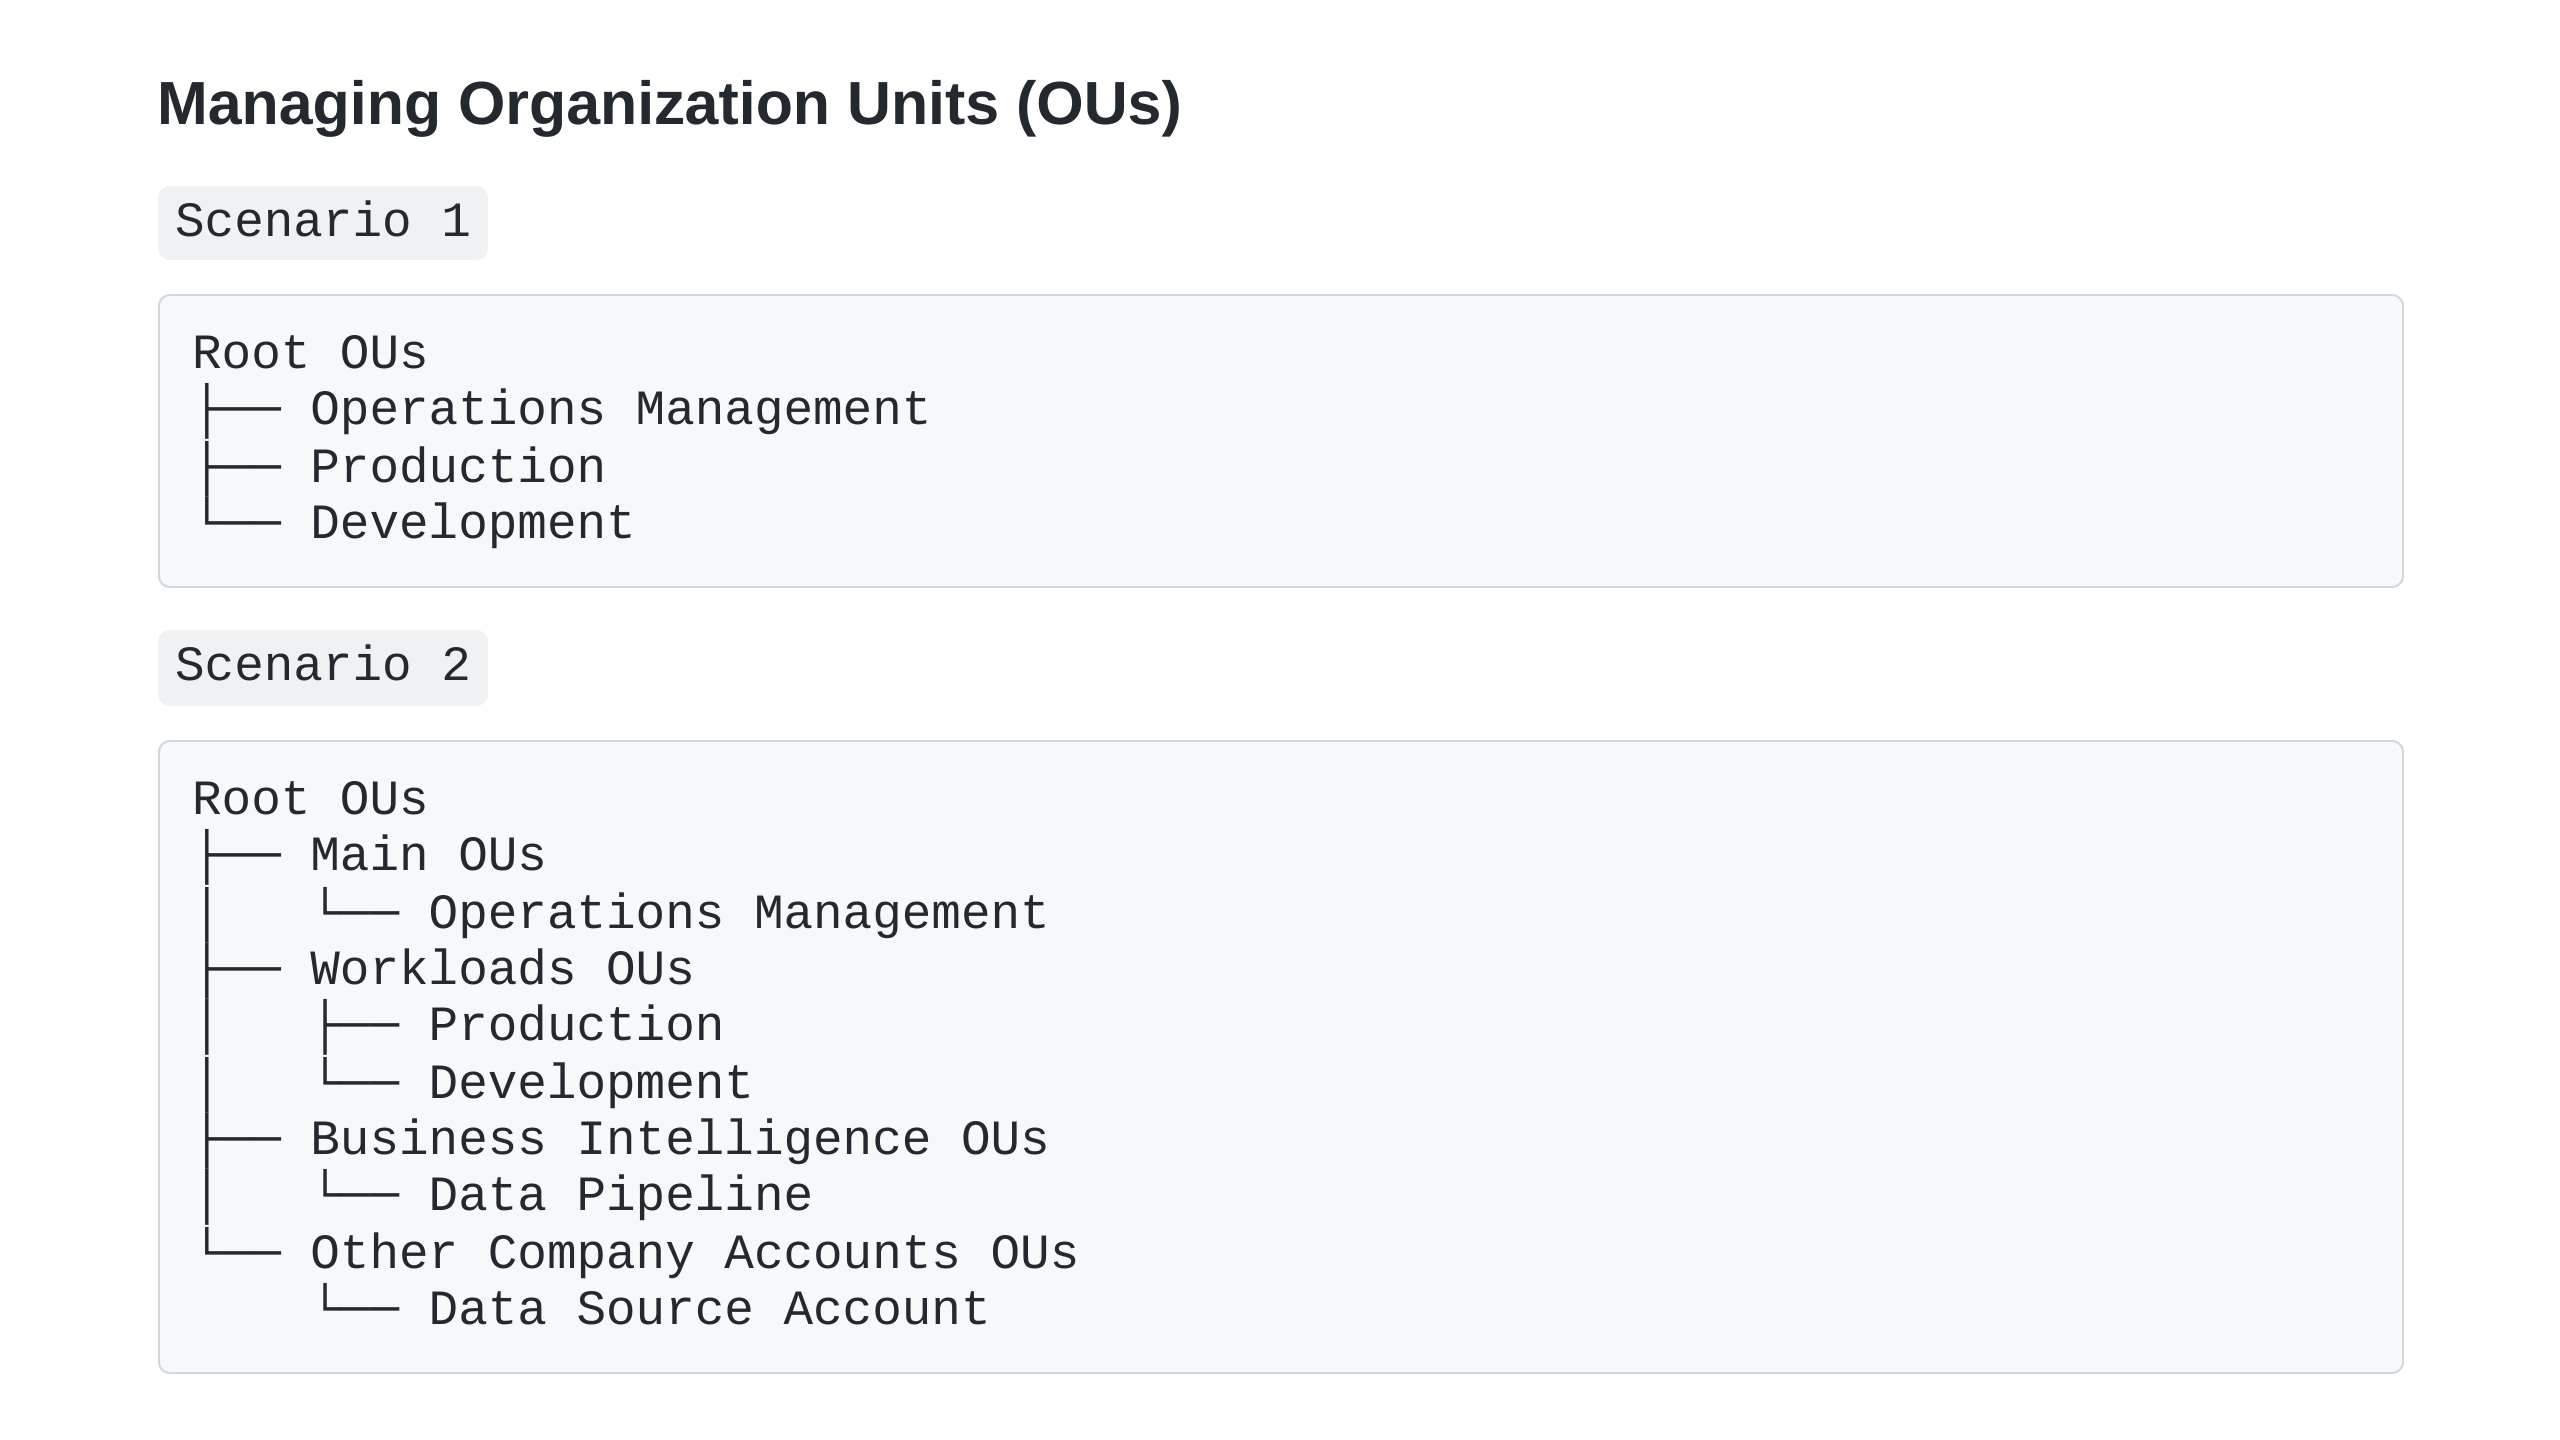 Managing Organization Units (OUs)
Scenario 1
Root OUs
├── Operations Management
├── Production
└── Development
Scenario 2
Root OUs
├── Main OUs
│   └── Operations Management
├── Workloads OUs
│   ├── Production
│   └── Development
├── Business Intelligence OUs
│   └── Data Pipeline
└── Other Company Accounts OUs
    └── Data Source Account